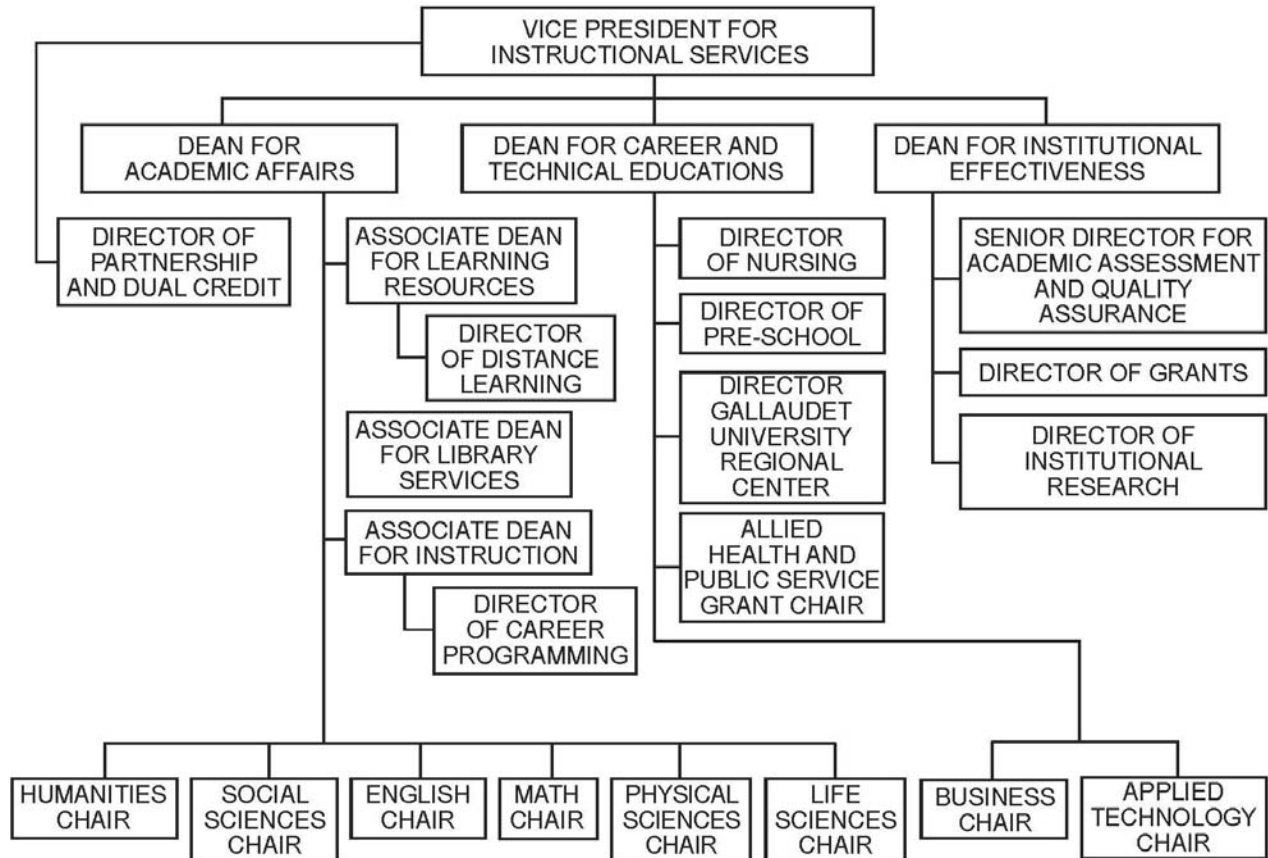 VICE PRESIDENT FOR
INSTRUCTIONAL SERVICES
DEAN FOR
ACADEMIC AFFAIRS
DEAN FOR CAREER AND
TECHNICAL EDUCATIONS
DEAN FOR INSTITUTIONAL
EFFECTIVENESS
DIRECTOR OF
PARTNERSHIP
AND DUAL CREDIT
ASSOCIATE DEAN
FOR LEARNING
RESOURCES
DIRECTOR
OF DISTANCE
LEARNING
ASSOCIATE DEAN
FOR LIBRARY
SERVICES
ASSOCIATE DEAN
FOR INSTRUCTION
DIRECTOR
OF CAREER
PROGRAMMING
DIRECTOR
OF NURSING
DIRECTOR OF
PRE-SCHOOL
DIRECTOR
GALLAUDET
UNIVERSITY
REGIONAL
CENTER
ALLIED
HEALTH AND
PUBLIC SERVICE
GRANT CHAIR
SENIOR DIRECTOR FOR
ACADEMIC ASSESSMENT
AND QUALITY
ASSURANCE
DIRECTOR OF GRANTS
DIRECTOR OF
INSTITUTIONAL
RESEARCH
HUMANITIES
CHAIR
SOCIAL
SCIENCES
CHAIR
ENGLISH
CHAIR
MATH
CHAIR
PHYSICAL
SCIENCES
CHAIR
LIFE
SCIENCES
CHAIR
BUSINESS
CHAIR
APPLIED
TECHNOLOGY
CHAIR